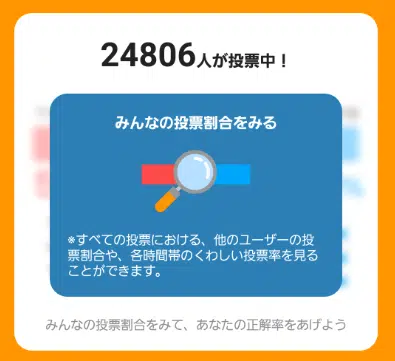 24806人が投票中！
みんなの投票割合をみる
※すべての投票における、他のユーザーの投
票割合や、各時間帯のくわしい投票率を見る
ことができます。
みんなの投票割合をみて、あなたの正解率をあげよう